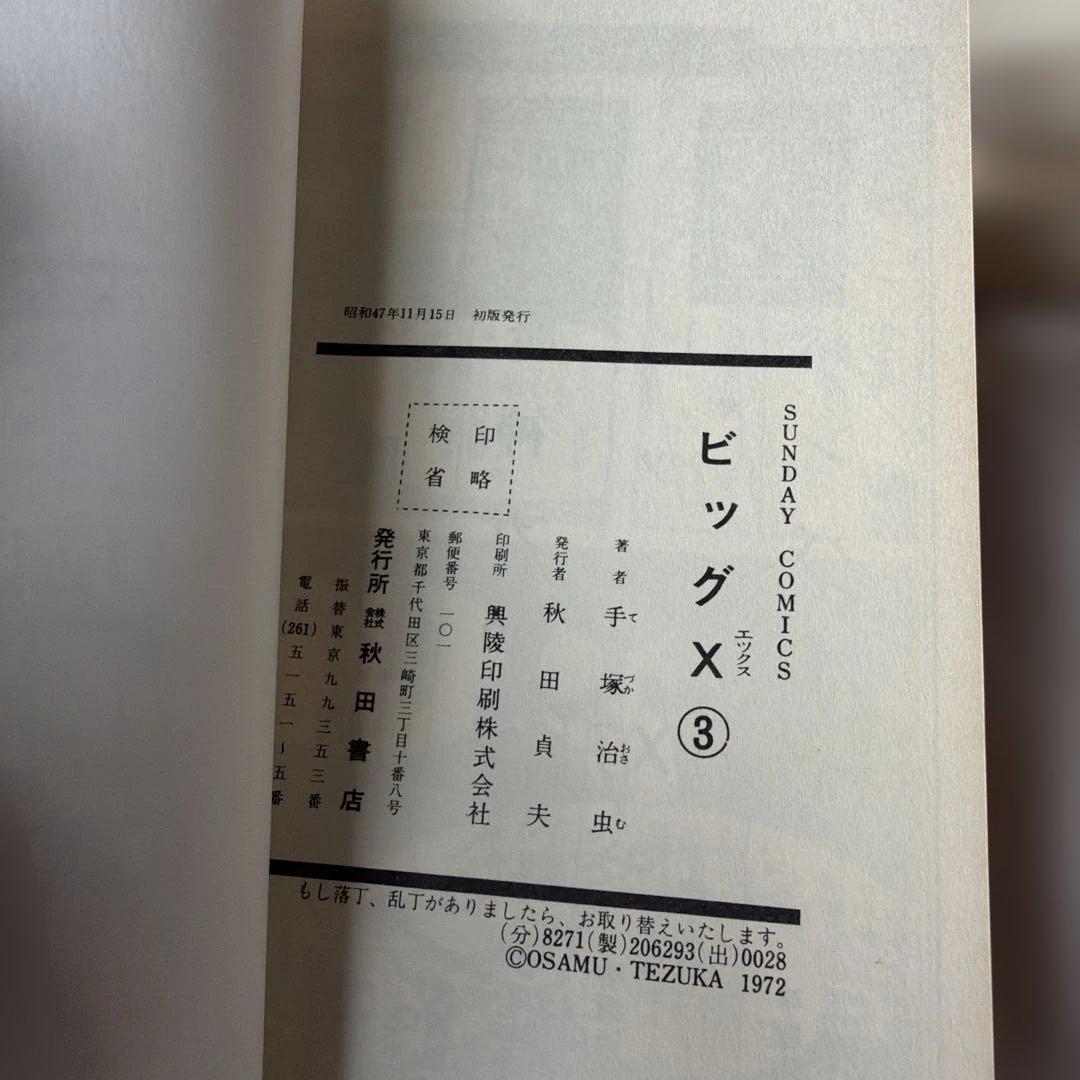 昭和47年11月15日　初版発行
SUNDAY COMICS
ビッグX③
エックス
著者　手塚治虫
てづかおさむ
発行者　秋田貞夫
印刷所　興陵印刷株式会社
郵便番号　一〇一
東京都千代田区三崎町三丁目十番八号
発行所　株式会社　秋田書店
振替東京九九三五三番
電話(261)五一五一〜五番
検印省略
もし落丁、乱丁がありましたら、お取り替えいたします。
(分)8271(製)206293(出)0028
©OSAMU・TEZUKA 1972